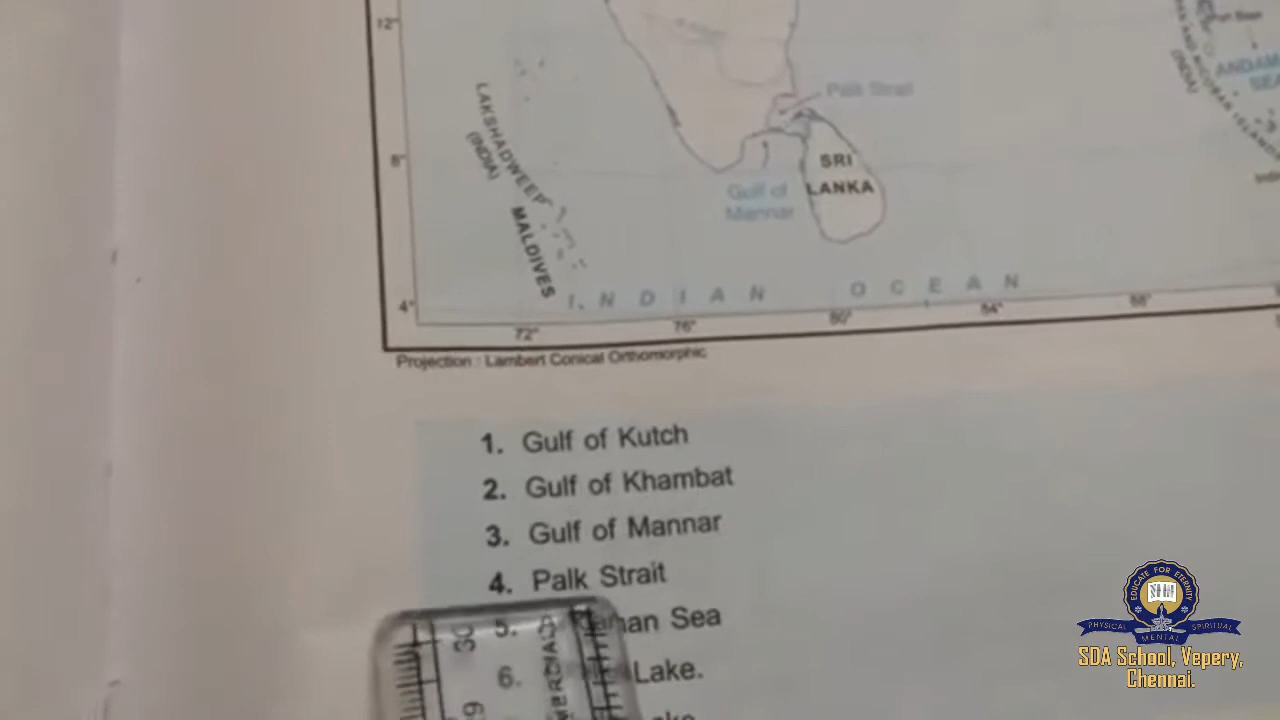 12°
Palk Strait
LAKSHADWEEP
(INDIA)
8°
SRI
LANKA
Gulf of
Mannar
MALDIVES
(INDIA)
INDIAN OCEAN
4°
72° 76° 80° 84° 88°
Projection : Lambert Conical Orthomorphic
1. Gulf of Kutch
2. Gulf of Khambat
3. Gulf of Mannar
4. Palk Strait
5. Sea
6. Lake.
30
EDUCATE FOR ETERNITY
PHYSICAL MENTAL SPIRITUAL
SDA School, Vepery,
Chennai.